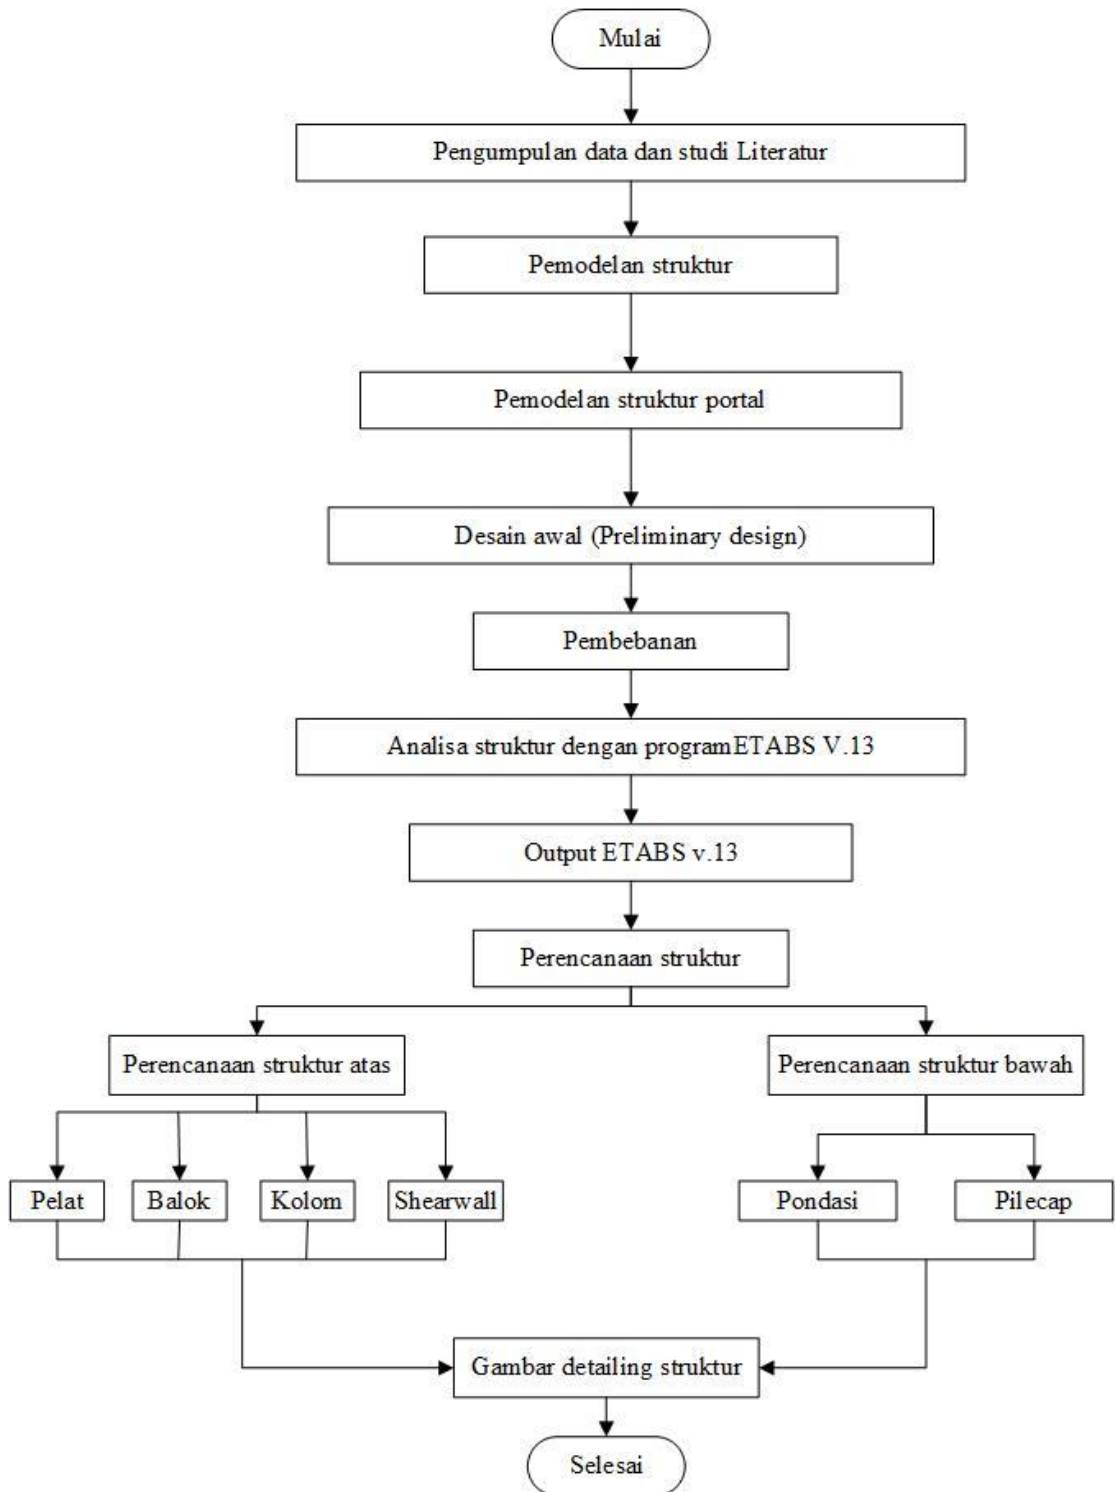 Mulai
Pengumpulan data dan studi Literatur
Pemodelan struktur
Pemodelan struktur portal
Desain awal (Preliminary design)
Pembebanan
Analisa struktur dengan program ETABS V.13
Output ETABS v.13
Perencanaan struktur
Perencanaan struktur atas
Perencanaan struktur bawah
Pelat
Balok
Kolom
Shearwall
Pondasi
Pilecap
Gambar detailing struktur
Selesai